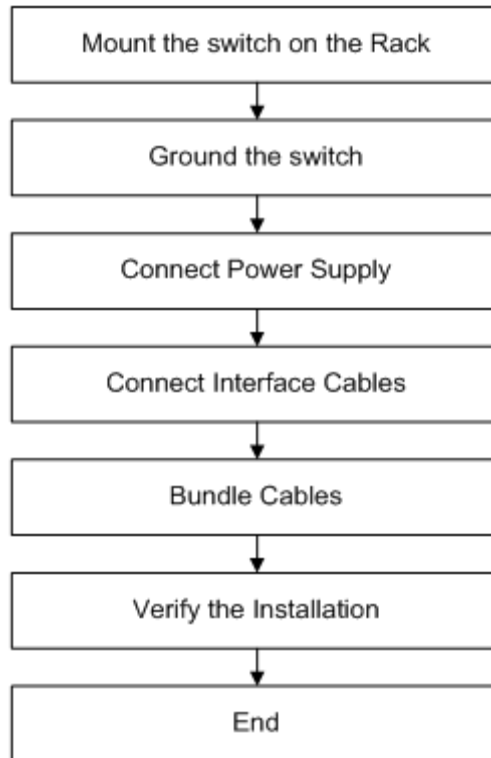 Mount the switch on the Rack
Ground the switch
Connect Power Supply
Connect Interface Cables
Bundle Cables
Verify the Installation
End